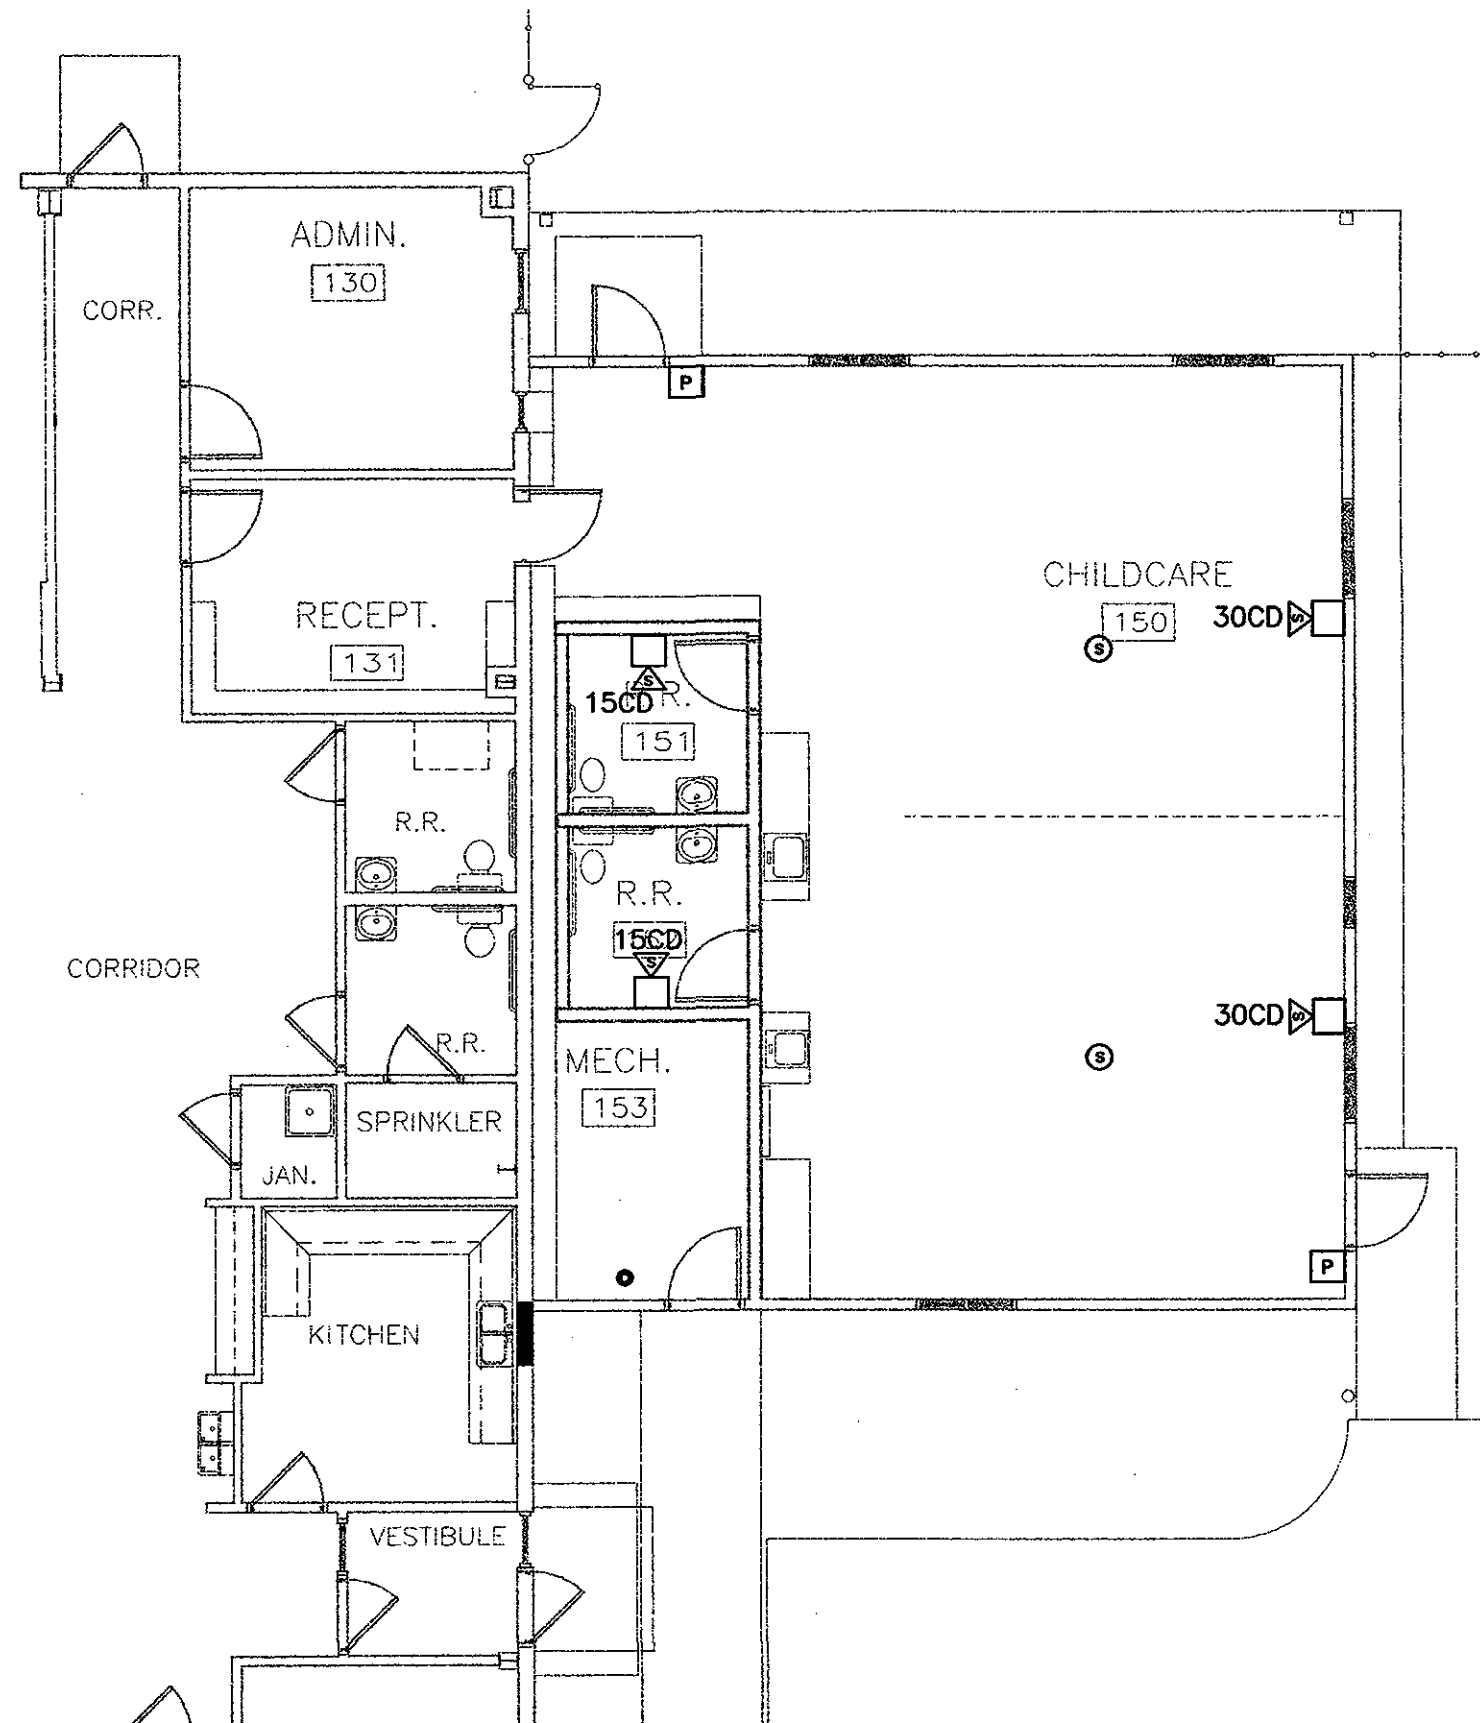 ADMIN.
130
CORR.
P
CHILDCARE
150
30CD
S
S
RECEPT.
131
S
15CD
R.R.
151
R.R.
R.R.
15CD
S
CORRIDOR
30CD
S
S
R.R.
MECH.
153
SPRINKLER
JAN.
P
KITCHEN
VESTIBULE